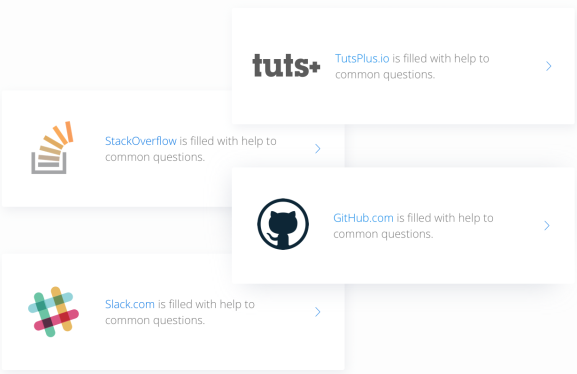 tuts+
TutsPlus.io is filled with help to
common questions.
StackOverflow is filled with help to
common questions.
GitHub.com is filled with help to
common questions.
Slack.com is filled with help to
common questions.